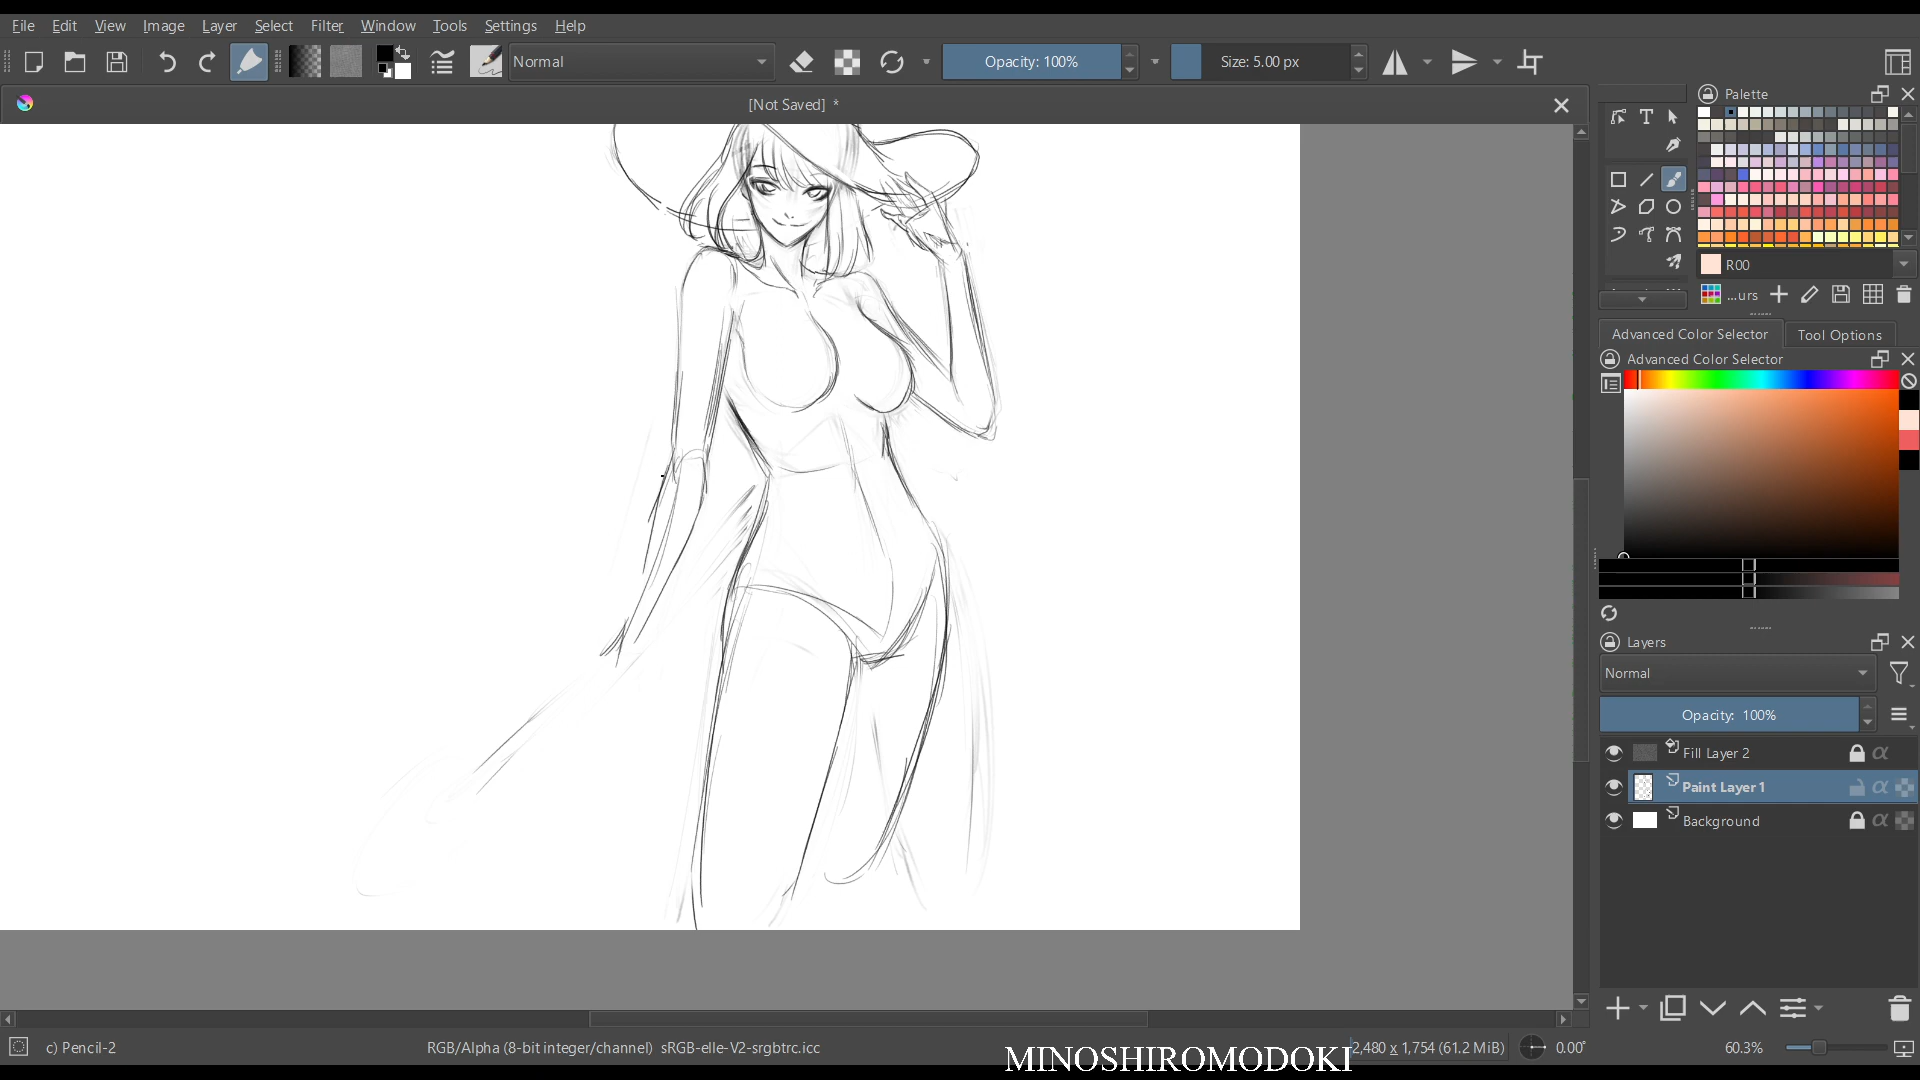 File Edit View Image Layer Select Filter Window Tools Settings Help
Normal Opacity: 100% Size: 5.00 px
[Not Saved] *
Palette
R00
...urs
Advanced Color Selector Tool Options
Advanced Color Selector
Layers
Normal
Opacity: 100%
Fill Layer 2
Paint Layer 1
Background
c) Pencil-2 RGB/Alpha (8-bit integer/channel) sRGB-elle-V2-srgbtrc.icc 2,480 x 1,754 (61.2 MiB) 0.00° 60.3%
MINOSHIROMODOKI